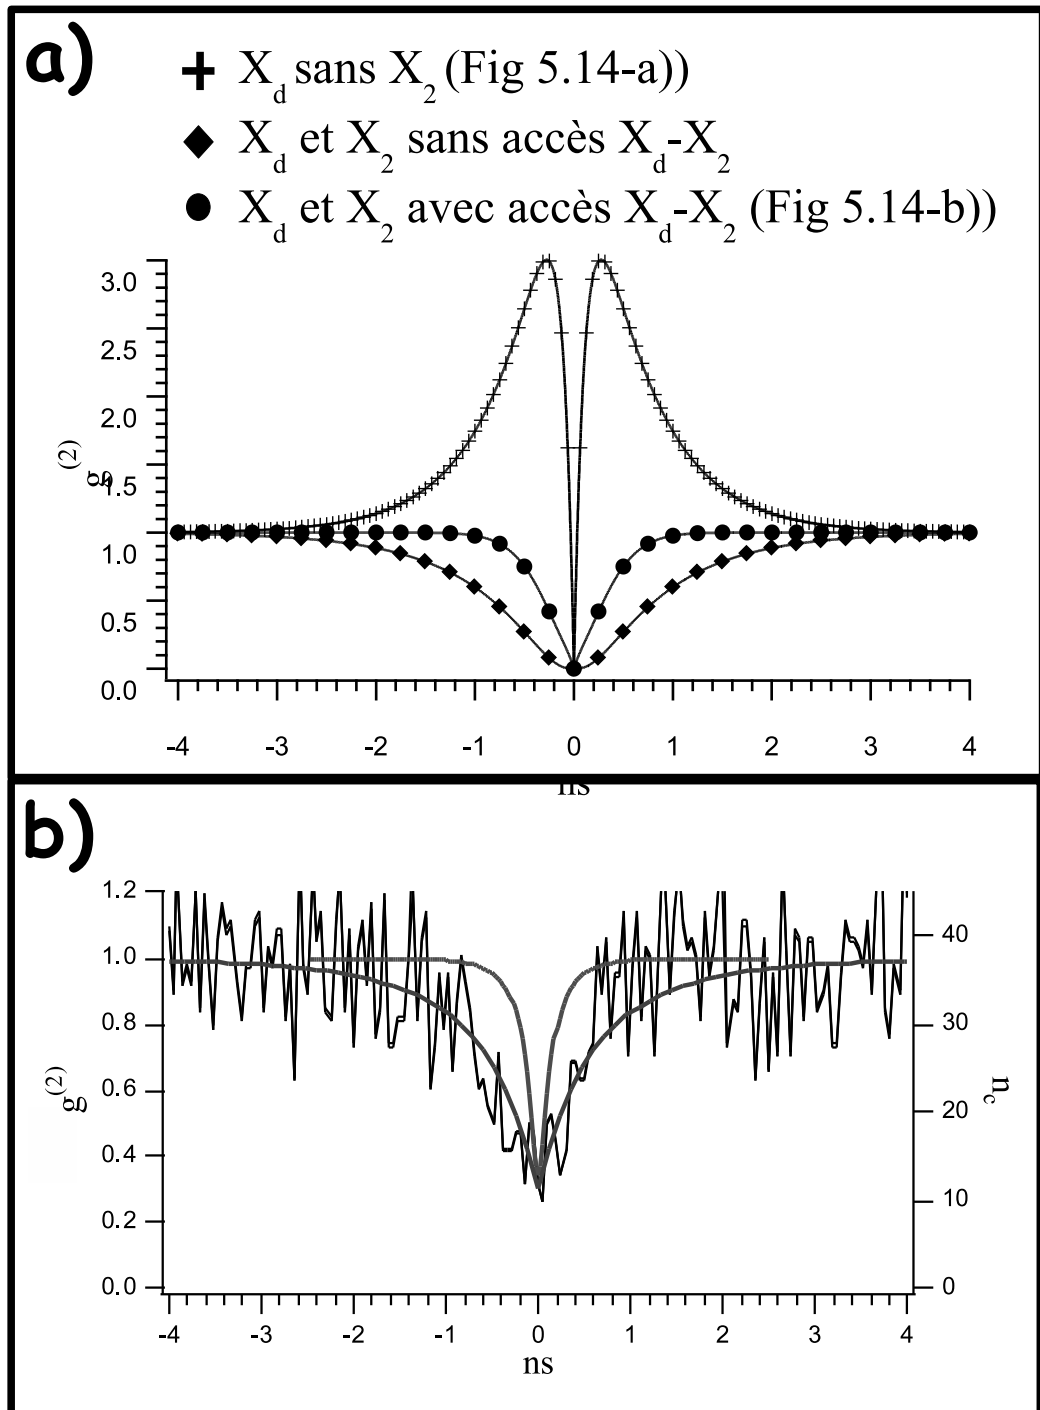 a)
+ X_d sans X_2 (Fig 5.14-a))
◆ X_d et X_2 sans accès X_d-X_2
● X_d et X_2 avec accès X_d-X_2 (Fig 5.14-b))
3.0
2.5
2.0
1.5
1.0
0.5
0.0
g^(2)
-4 -3 -2 -1 0 1 2 3 4
ns
b)
1.2
1.0
0.8
0.6
0.4
0.2
0.0
g^(2)
40
30
20
10
0
n_c
-4 -3 -2 -1 0 1 2 3 4
ns